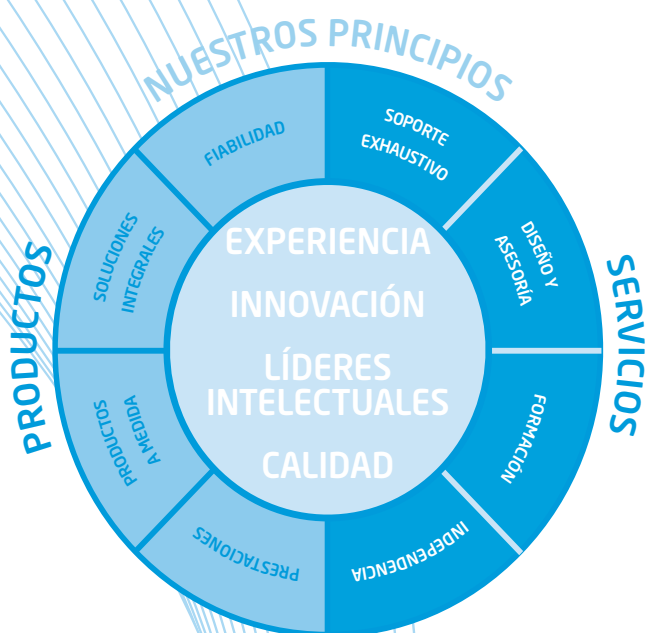 NUESTROS PRINCIPIOS
PRODUCTOS
SERVICIOS
FIABILIDAD
SOPORTE
EXHAUSTIVO
DISEÑO Y
ASESORÍA
FORMACIÓN
INDEPENDENCIA
PRESTACIONES
PRODUCTOS
A MEDIDA
SOLUCIONES
INTEGRALES
EXPERIENCIA
INNOVACIÓN
LÍDERES
INTELECTUALES
CALIDAD